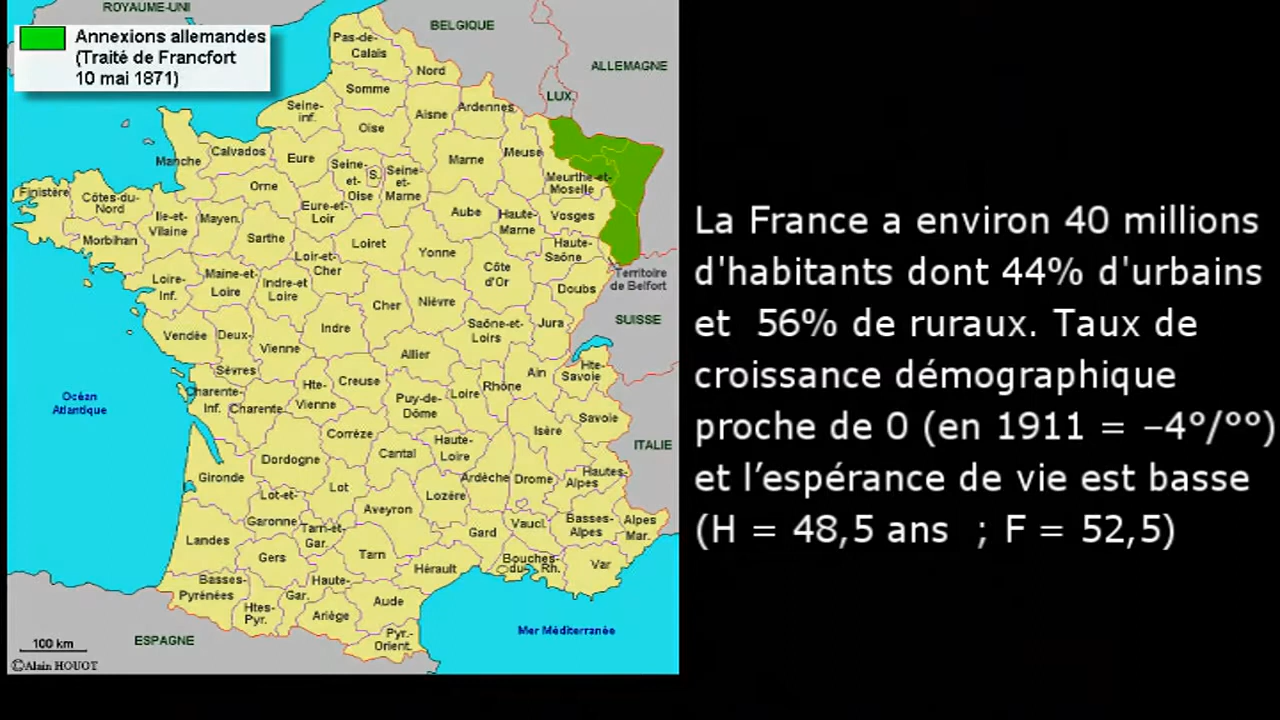 ROYAUME-UNI
BELGIQUE
ALLEMAGNE
LUX.
Annexions allemandes
(Traité de Francfort
10 mai 1871)
Pas-de-
Calais
Nord
Somme
Seine-
inf.
Aisne
Ardennes
Oise
Manche
Calvados
Eure
Seine-
et-
Oise
S.
Seine-
et-
Marne
Marne
Meuse
Meurthe-et-
Moselle
Finistère
Côtes-du-
Nord
Orne
Eure-et-
Loir
Aube
Haute-
Marne
Vosges
Ille-et-
Vilaine
Mayen.
Morbihan
Sarthe
Loiret
Yonne
Haute-
Saône
Territoire
de Belfort
Loir-et-
Cher
Côte
d'Or
Doubs
Loire-
Inf.
Maine-et-
Loire
Indre-et
Loire
Cher
Nièvre
SUISSE
Vendée
Deux-
Sèvres
Vienne
Indre
Saône-et-
Loirs
Jura
Allier
Charente-
Inf.
Charente
Hte-
Vienne
Creuse
Puy-de-
Dôme
Loire
Rhône
Ain
Hte-
Savoie
Savoie
Océan
Atlantique
Corrèze
Cantal
Haute-
Loire
Isère
ITALIE
Gironde
Dordogne
Lot-et-
Garonne
Lot
Aveyron
Lozère
Ardèche
Drome
Hautes-
Alpes
Landes
Tarn-et-
Gar.
Gers
Tarn
Gard
Vaucl.
Basses-
Alpes
Alpes
Mar.
Hérault
Bouches-
du-
Rh.
Var
Basses-
Pyrénées
Htes-
Pyr.
Haute-
Gar.
Ariège
Aude
Pyr.-
Orient.
ESPAGNE
Mer Méditerranée
100 km
©Alain HOUOT
La France a environ 40 millions
d'habitants dont 44% d'urbains
et 56% de ruraux. Taux de
croissance démographique
proche de 0 (en 1911 = –4°/°°)
et l’espérance de vie est basse
(H = 48,5 ans ; F = 52,5)